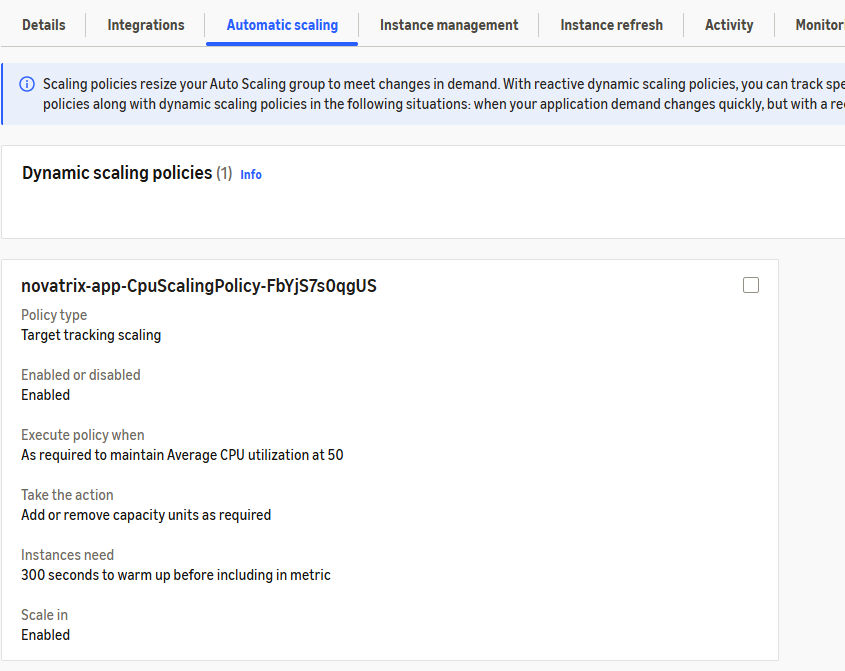 Details Integrations Automatic scaling Instance management Instance refresh Activity Monitor
Scaling policies resize your Auto Scaling group to meet changes in demand. With reactive dynamic scaling policies, you can track spe
policies along with dynamic scaling policies in the following situations: when your application demand changes quickly, but with a re
Dynamic scaling policies (1) Info
novatrix-app-CpuScalingPolicy-FbYjS7s0qgUS
Policy type
Target tracking scaling
Enabled or disabled
Enabled
Execute policy when
As required to maintain Average CPU utilization at 50
Take the action
Add or remove capacity units as required
Instances need
300 seconds to warm up before including in metric
Scale in
Enabled